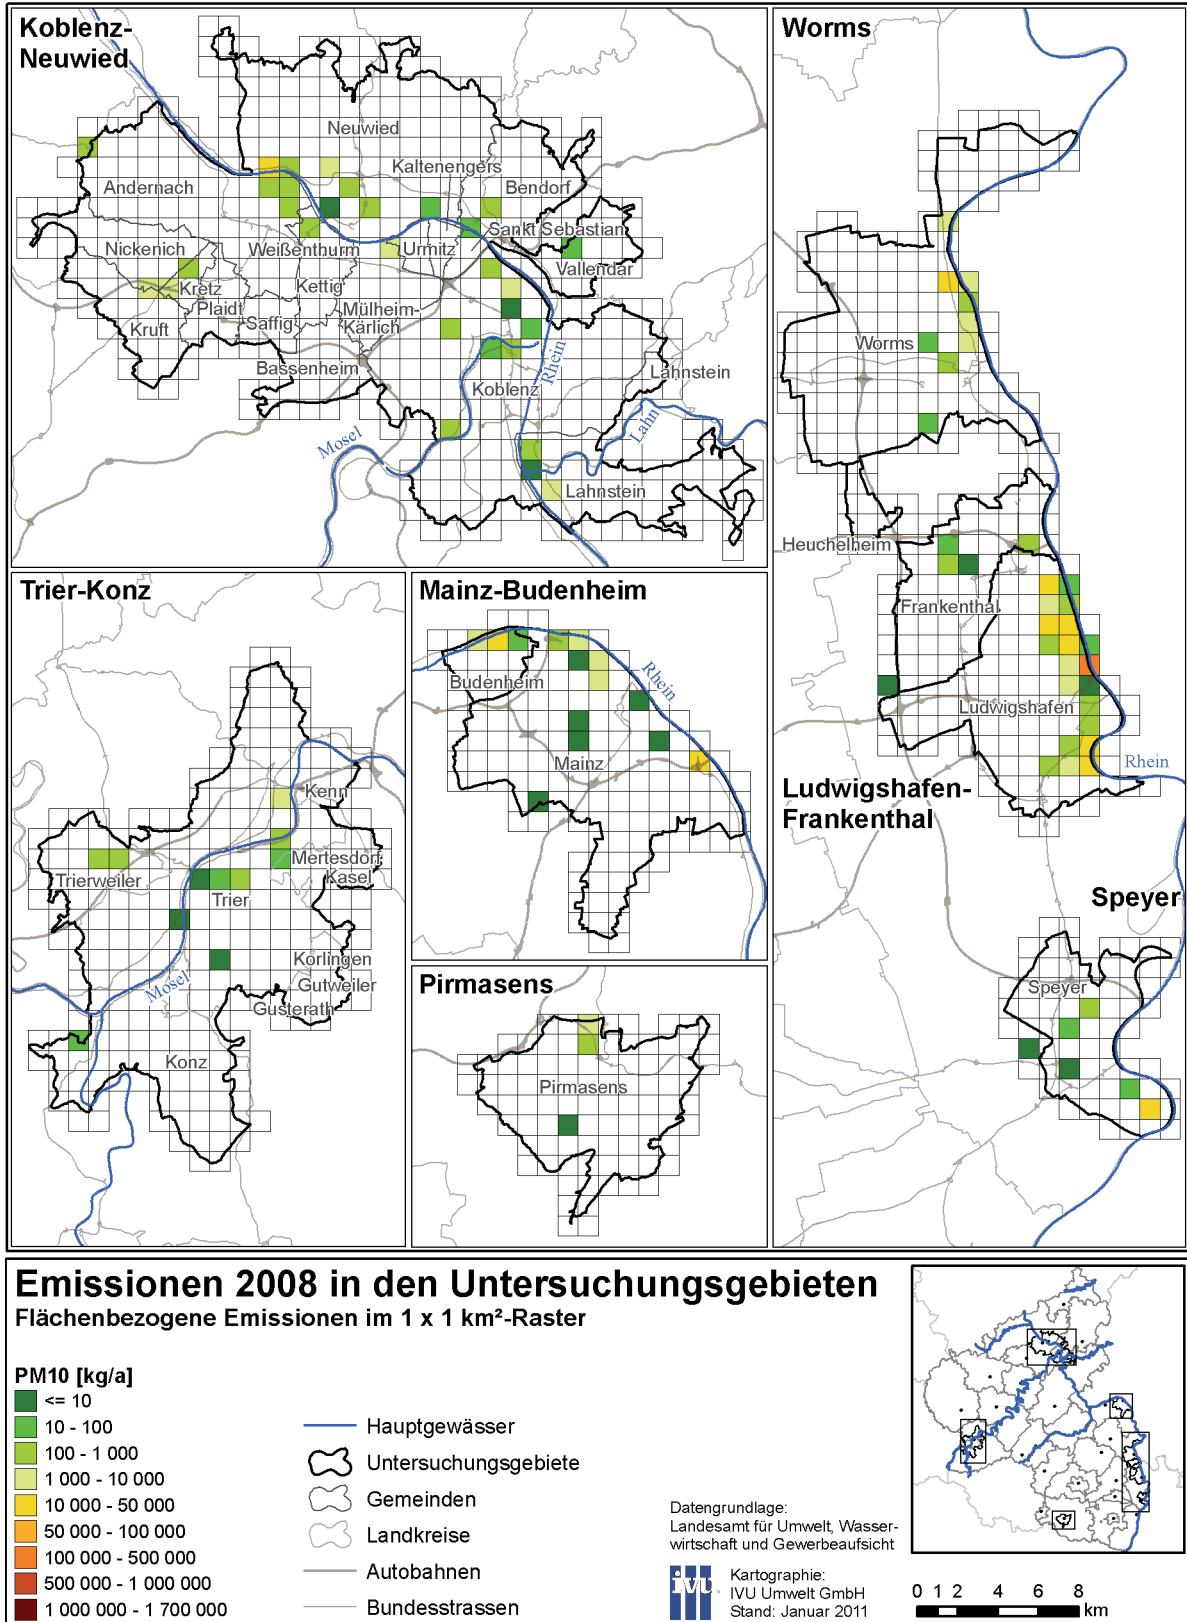 Koblenz-
Neuwied
Neuwied
Kaltenengers
Andernach
Bendorf
Sankt Sebastian
Nickenich
Weißenthurm
Urmitz
Vallendar
Kretz
Kettig
Plaidt
Mülheim-
Kärlich
Kruft
Saffig
Bassenheim
Rhein
Lahnstein
Koblenz
Mosel
Lahn
Lahnstein
Worms
Worms
Heuchelheim
Frankenthal
Ludwigshafen
Rhein
Ludwigshafen-
Frankenthal
Speyer
Speyer
Trier-Konz
Kenn
Mertesdorf
Kasel
Trierweiler
Trier
Korlingen
Mosel
Gutweiler
Gusterath
Konz
Mainz-Budenheim
Rhein
Budenheim
Mainz
Pirmasens
Pirmasens
Emissionen 2008 in den Untersuchungsgebieten
Flächenbezogene Emissionen im 1 x 1 km²-Raster
PM10 [kg/a]
<= 10
10 - 100
100 - 1 000
1 000 - 10 000
10 000 - 50 000
50 000 - 100 000
100 000 - 500 000
500 000 - 1 000 000
1 000 000 - 1 700 000
Hauptgewässer
Untersuchungsgebiete
Gemeinden
Landkreise
Autobahnen
Bundesstrassen
Datengrundlage:
Landesamt für Umwelt, Wasser-
wirtschaft und Gewerbeaufsicht
ivu
Kartographie:
IVU Umwelt GmbH
Stand: Januar 2011
0 1 2 4 6 8
km